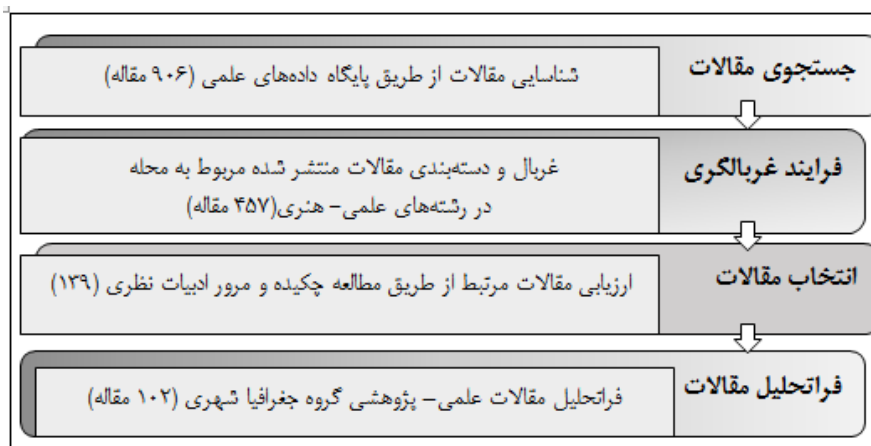 جستجوی مقالات
شناسایی مقالات از طریق پایگاه داده‌های علمی (۹۰۶ مقاله)
فرایند غربالگری
غربال و دسته‌بندی مقالات منتشر شده مربوط به محله
در رشته‌های علمی- هنری(۴۵۷ مقاله)
انتخاب مقالات
ارزیابی مقالات مرتبط از طریق مطالعه چکیده و مرور ادبیات نظری (۱۳۹)
فراتحلیل مقالات
فراتحلیل مقالات علمی- پژوهشی گروه جغرافیا شهری (۱۰۲ مقاله)